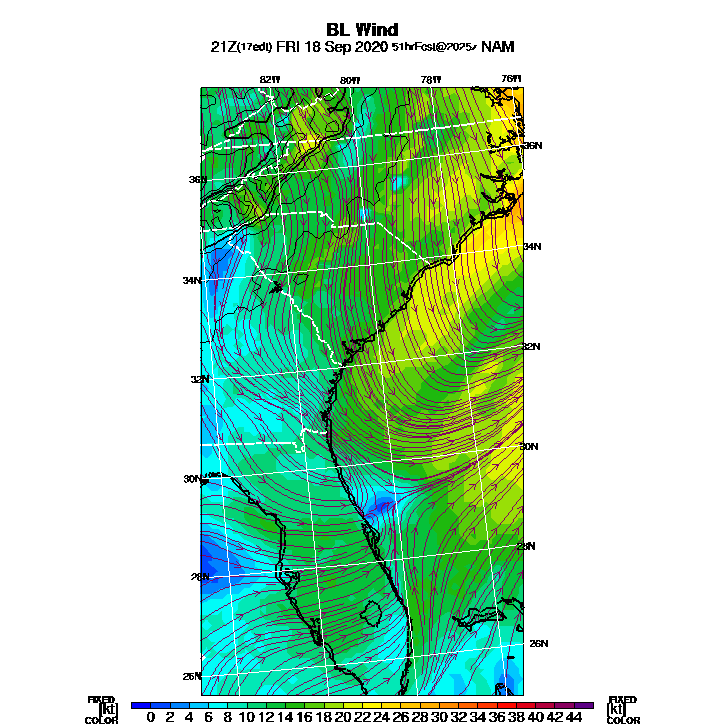 BL Wind
21Z(17edt) FRI 18 Sep 2020 51hrFcst@2025z NAM
82W 80W 78W 76W
36N
36N
34N
34N
32N
32N
30N
30N
28N
28N
26N
26N
FIXED FIXED
[kt] 0 2 4 6 8 10 12 14 16 18 20 22 24 26 28 30 32 34 36 38 40 42 44 [kt]
COLOR COLOR